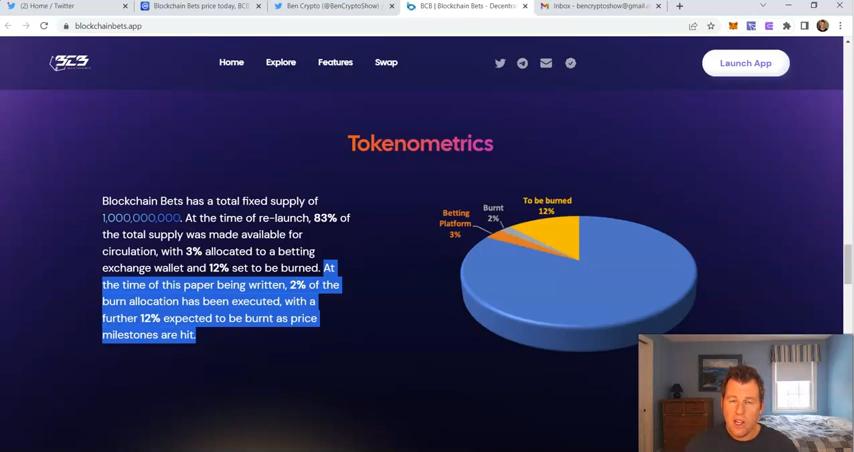 (2) Home / Twitter
Blockchain Bets price today, BCB
Ben Crypto (@BenCryptoShow) /
BCB | Blockchain Bets - Decentra
Inbox - bencryptoshow@gmail.
blockchainbets.app
BCB
Home
Explore
Features
Swap
Launch App
Tokenometrics
Blockchain Bets has a total fixed supply of
1,000,000,000. At the time of re-launch, 83% of
the total supply was made available for
circulation, with 3% allocated to a betting
exchange wallet and 12% set to be burned. At
the time of this paper being written, 2% of the
burn allocation has been executed, with a
further 12% expected to be burnt as price
milestones are hit.
To be burned
12%
Burnt
2%
Betting
Platform
3%